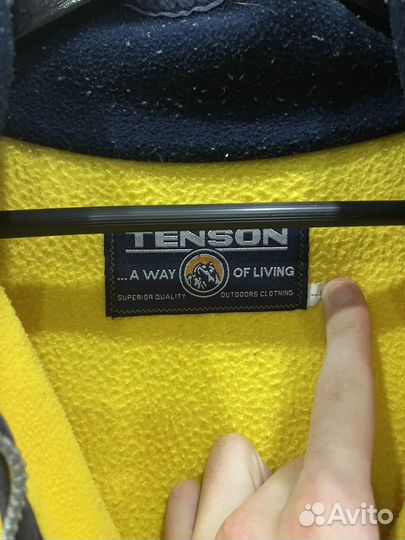 TENSON
...A WAY OF LIVING
SUPERIOR QUALITY OUTDOORS CLOTHING
Avito